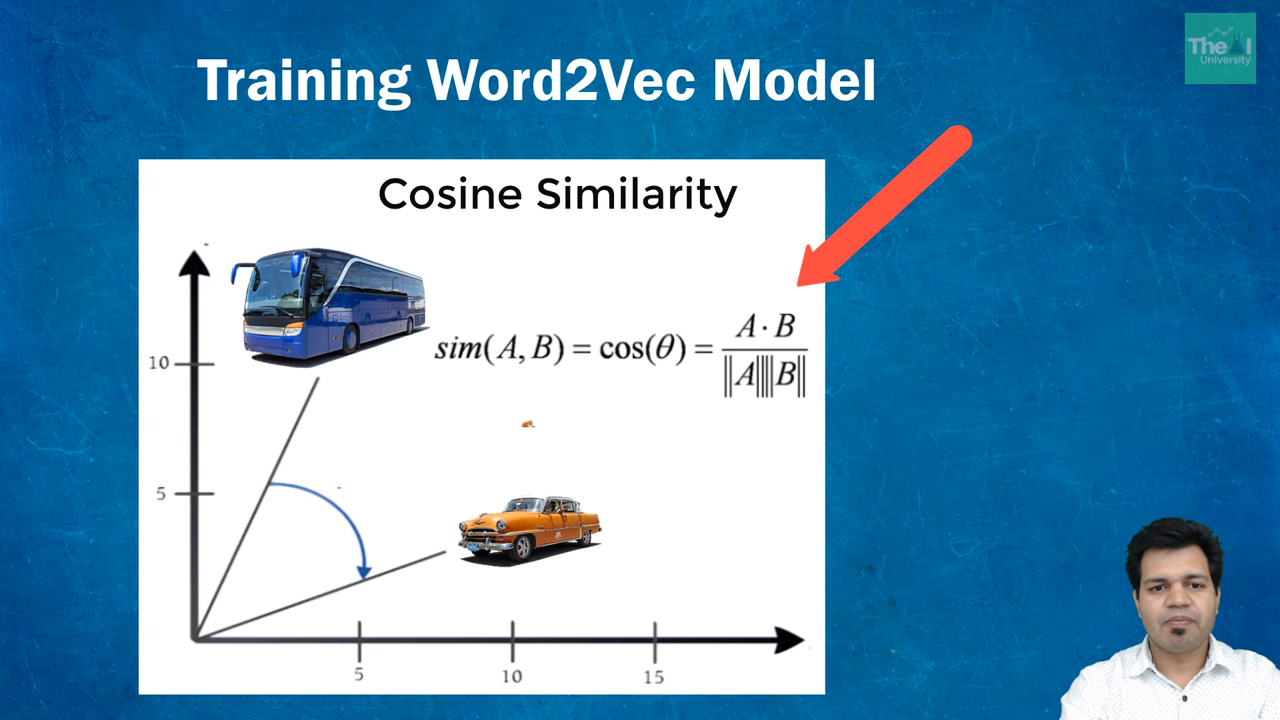 Training Word2Vec Model
The AI
University
Cosine Similarity
sim(A, B) = cos(θ) = A · B
‖A‖‖B‖
10
5
5
10
15